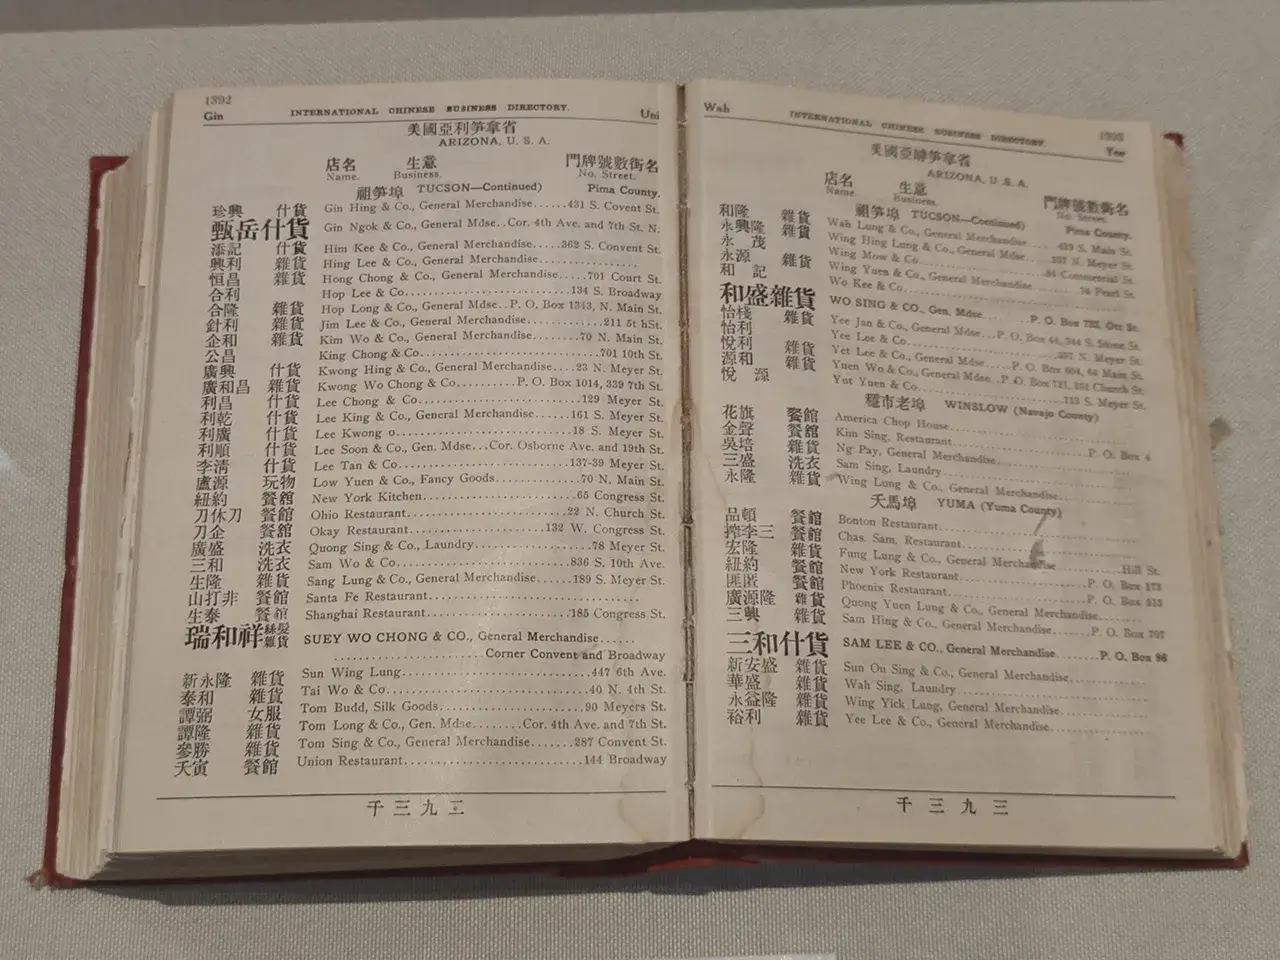 1392
Gin INTERNATIONAL CHINESE BUSINESS DIRECTORY. Uni
美國亞利笋拿省
ARIZONA, U. S. A.
店名 生意 門牌號數街名
Name. Business. No. Street.
祖笋埠 TUCSON—Continued) Pima County.
珍興 什貨 Gin Hing & Co., General Merchandise.....431 S. Covent St.
甄岳什貨 Gin Ngok & Co., General Mdse..Cor. 4th Ave. and 7th St. N.
添記 什貨 Him Kee & Co., General Merchandise.....362 S. Convent St.
興利 雜貨 Hing Lee & Co., General Merchandise................
恒昌 雜貨 Hong Chong & Co., General Merchandise.....701 Court St.
合利 Hop Lee & Co.......................134 S. Broadway
合隆 雜貨 Hop Long & Co., General Mdse..P. O. Box 1343, N. Main St.
針利 雜貨 Jim Lee & Co., General Merchandise...........211 5t hSt.
企和 雜貨 Kim Wo & Co., General Merchandise..........70 N. Main St.
公昌 King Chong & Co..........................701 10th St.
廣興 什貨 Kwong Hing & Co., General Merchandise....23 N. Meyer St.
廣和昌 雜貨 Kwong Wo Chong & Co..........P. O. Box 1014, 339 7th St.
利昌 什貨 Lee Chong & Co.......................129 Meyer St.
利乾 什貨 Lee King & Co., General Merchandise......161 S. Meyer St.
利廣 什貨 Lee Kwong o..........................18 S. Meyer St.
利順 什貨 Lee Soon & Co., Gen. Mdse...Cor. Osborne Ave. and 19th St.
李清 什貨 Lee Tan & Co.......................137-39 Meyer St.
盧源 玩物 Low Yuen & Co., Fancy Goods.............70 N. Main St.
紐約 餐舘 New York Kitchen.......................65 Congress St.
刀休刀 餐舘 Ohio Restaurant.......................22 N. Church St.
刀企 餐舘 Okay Restaurant...................132 W. Congress St.
廣盛 洗衣 Quong Sing & Co., Laundry.................78 Meyer St.
三和 洗衣 Sam Wo & Co.......................836 S. 10th Ave.
生隆 雜貨 Sang Lung & Co., General Merchandise.....189 S. Meyer St.
山打非 餐舘 Santa Fe Restaurant...............................
生泰 餐舘 Shanghai Restaurant.....................185 Congress St.
瑞和祥 絲髮雜貨 SUEY WO CHONG & CO., General Merchandise......
....................Corner Convent and Broadway
新永隆 雜貨 Sun Wing Lung.........................447 6th Ave.
泰和 雜貨 Tai Wo & Co..........................40 N. 4th St.
譚弼 女服 Tom Budd, Silk Goods...................90 Meyers St.
譚隆 雜貨 Tom Long & Co., Gen. Mdse........Cor. 4th Ave. and 7th St.
參勝 雜貨 Tom Sing & Co., General Merchandise.......287 Convent St.
天寅 餐館 Union Restaurant.......................144 Broadway
千三九二
Wah INTERNATIONAL CHINESE BUSINESS DIRECTORY. 1393
Yee
笋拿省
ARIZONA, U. S. A.
店名 生意 門牌號數街名
Name. Business. No. Street.
祖笋埠 TUCSON—Continued) Pima County.
和隆 雜貨 Wah Lung & Co., General Merchandise......S. Main St.
永興隆 雜貨 Wing Hing Lung & Co., General Mdse......N. Meyer St.
永茂 Wing Mow & Co..................84 Commercial St.
永源 雜貨 Wing Yuen & Co., General Merchandise.......Pearl St.
和記 Wo Kee & Co...................
和盛雜貨 WO SING & CO., Gen. Mdse.......P. O. Box Ott St.
怡棧 雜貨 Yee Jan & Co., General Mdse...P. O. Box 44, 344 S. Stone St.
怡利 Yee Lee & Co...................N. Meyer St.
悅利 雜貨 Yet Lee & Co., General Mdse.....P. O. Box 604, 64 Main St.
源和 雜貨 Yuen Wo & Co., General Mdse..P. O. Box 781, Church St.
悅源 Yut Yuen & Co...................113 S. Meyer St.
穩市老埠 WINSLOW (Navajo County)
花旗 餐館 America Chop House...................
金聲 餐館 Kim Sing, Restaurant...................P. O. Box 4
吳培 雜貨 Ng Pay, General Merchandise...................
三盛 洗衣 Sam Sing, Laundry...................
永隆 雜貨 Wing Lung & Co., General Merchandise...................
天馬埠 YUMA (Yuma County)
品頓 餐館 Bonton Restaurant...................
李三 餐館 Chas. Sam, Restaurant...................
宏隆 雜貨 Fung Lung & Co., General Merchandise..........Hill St.
紐約 餐館 New York Restaurant...................P. O. Box 173
餐館 Phoenix Restaurant...................P. O. Box 513
廣源隆 雜貨 Quong Yuen Lung & Co., General Merchandise..........
三興 雜貨 Sam Hing & Co., General Merchandise.......P. O. Box 707
三和什貨 SAM LEE & CO., General Merchandise.......P. O. Box 86
新安盛 雜貨 Sun On Sing & Co., General Merchandise..........
華盛 雜貨 Wah Sing, Laundry...................
永益隆 雜貨 Wing Yick Lung, General Merchandise..........
裕利 雜貨 Yee Lee & Co., General Merchandise..........
千三九三